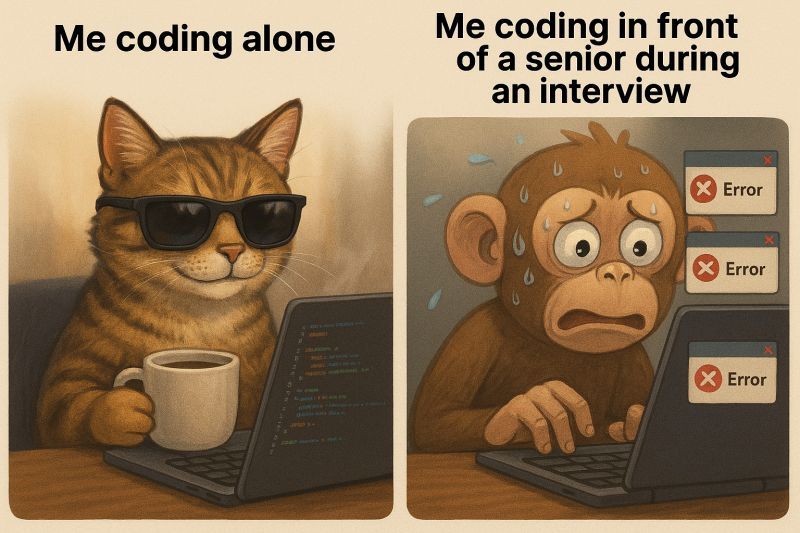 Me coding alone
Me coding in front
of a senior during
an interview
Error
Error
Error